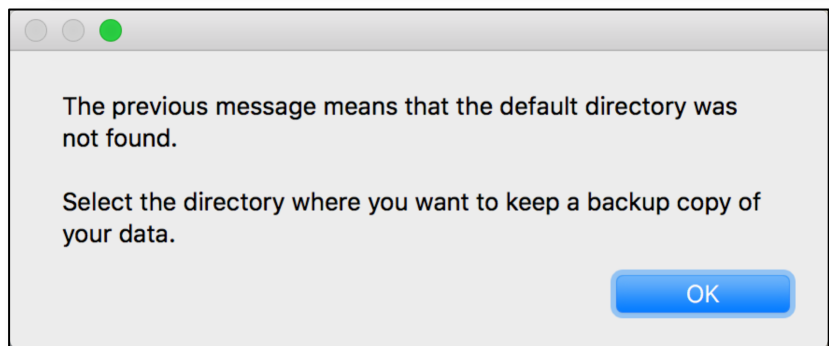 The previous message means that the default directory was
not found.
Select the directory where you want to keep a backup copy of
your data.
OK